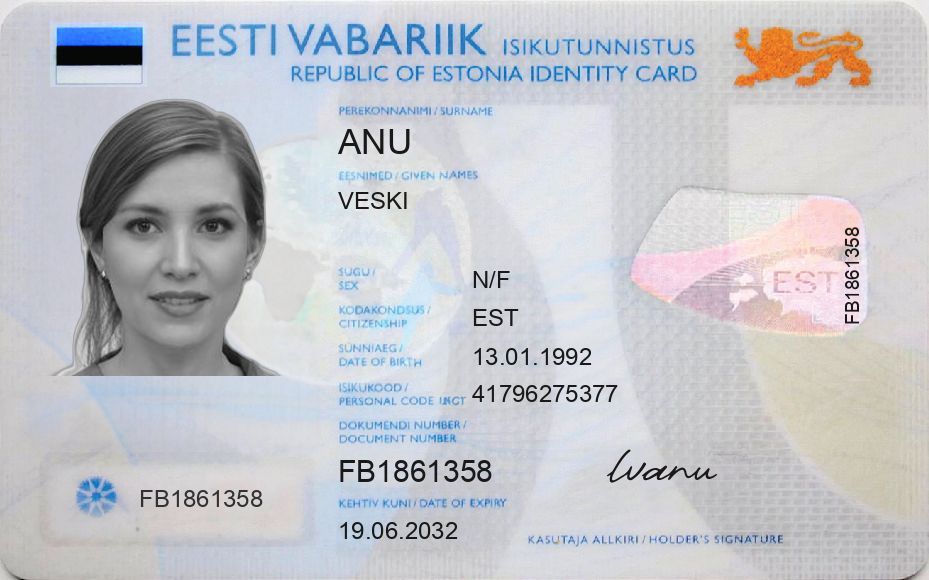 EESTI VABARIIK ISIKUTUNNISTUS
REPUBLIC OF ESTONIA IDENTITY CARD
PEREKONNANIMI / SURNAME
ANU
EESNIMED / GIVEN NAMES
VESKI
SUGU /
SEX
N/F
KODAKONDSUS /
CITIZENSHIP
EST
SÜNNIAEG /
DATE OF BIRTH
13.01.1992
ISIKUKOOD /
PERSONAL CODE
41796275377
DOKUMENDI NUMBER /
DOCUMENT NUMBER
FB1861358
KEHTIV KUNI / DATE OF EXPIRY
19.06.2032
FB1861358
EST
FB1861358
KASUTAJA ALLKIRI / HOLDER'S SIGNATURE